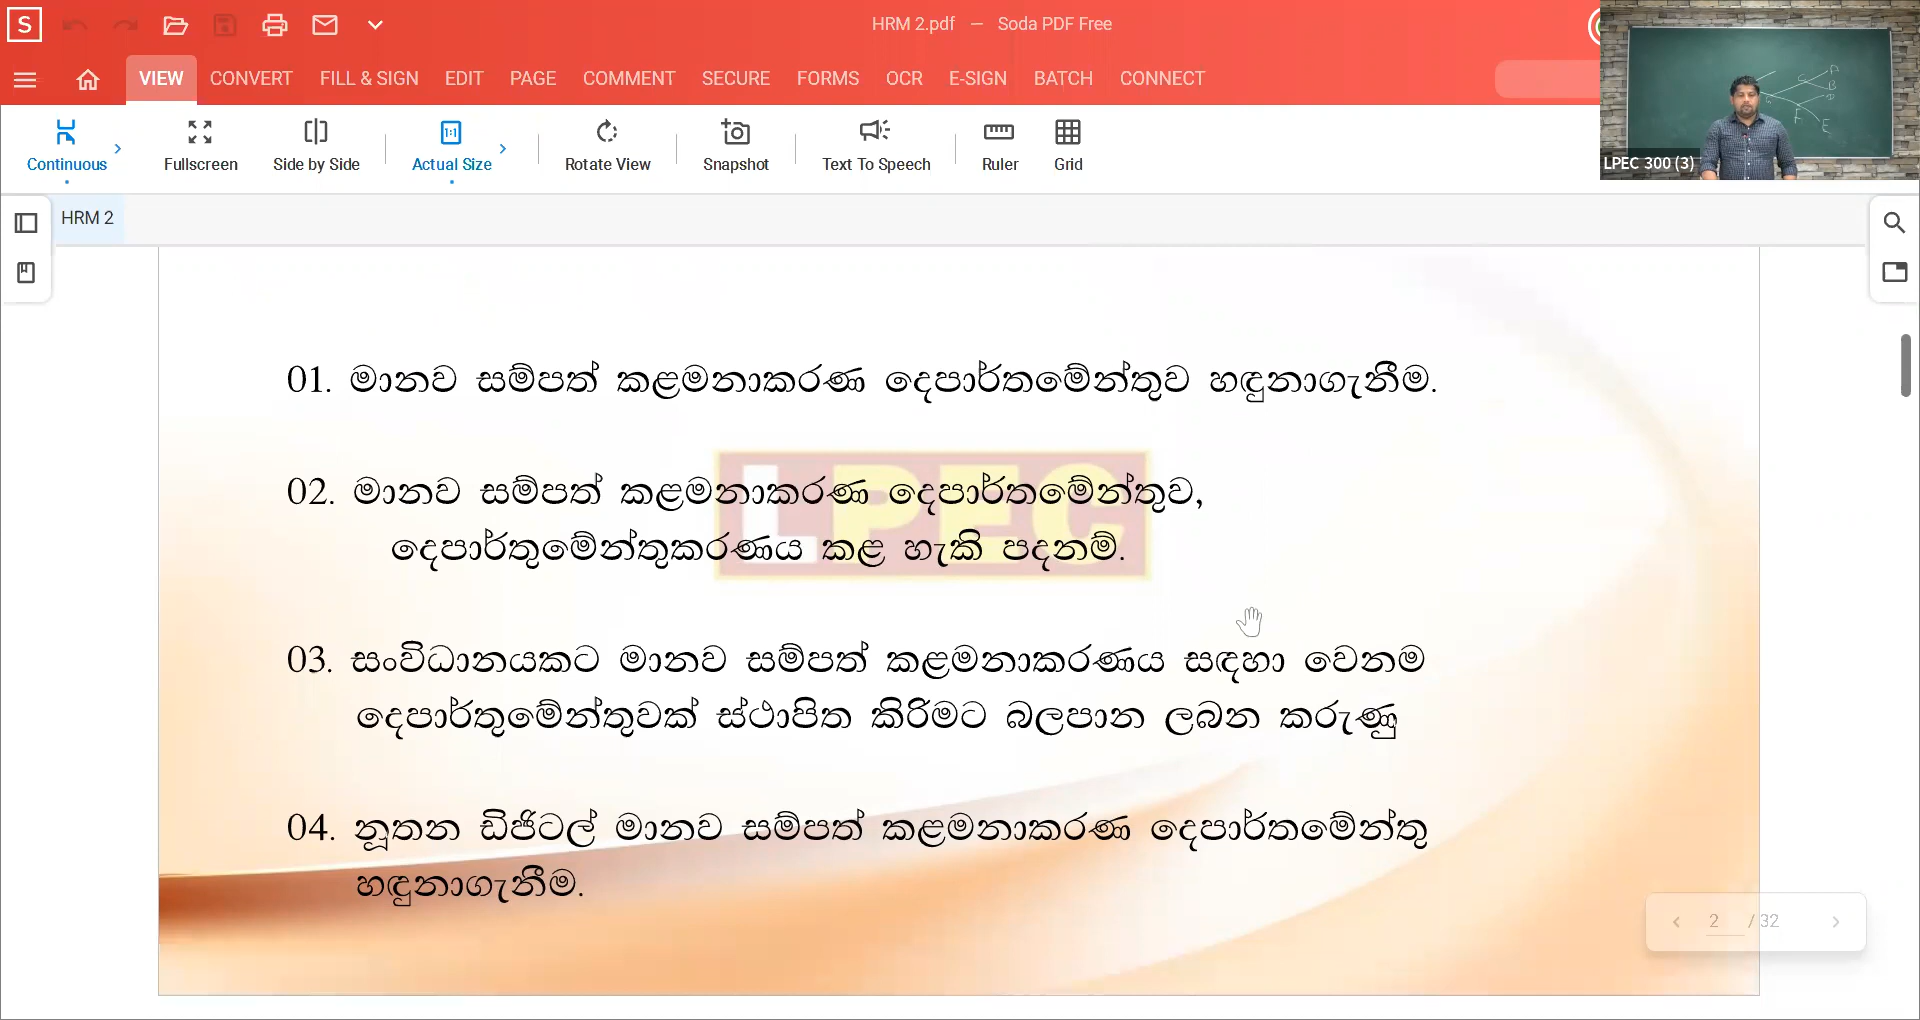 S
HRM 2.pdf — Soda PDF Free
VIEW CONVERT FILL & SIGN EDIT PAGE COMMENT SECURE FORMS OCR E-SIGN BATCH CONNECT
Continuous Fullscreen Side by Side Actual Size Rotate View Snapshot Text To Speech Ruler Grid
1:1
LPEC 300 (3)
HRM 2
01. මානව සම්පත් කළමනාකරණ දෙපාර්තමේන්තුව හඳුනාගැනීම.
02. මානව සම්පත් කළමනාකරණ දෙපාර්තමේන්තුව,
දෙපාර්තුමේන්තුකරණය කළ හැකි පදනම්.
LPEC
03. සංවිධානයකට මානව සම්පත් කළමනාකරණය සඳහා වෙනම
දෙපාර්තුමේන්තුවක් ස්ථාපිත කිරිමට බලපාන ලබන කරුණු
04. නූතන ඩිජිටල් මානව සම්පත් කළමනාකරණ දෙපාර්තමේන්තු
හඳුනාගැනීම.
2 / 32